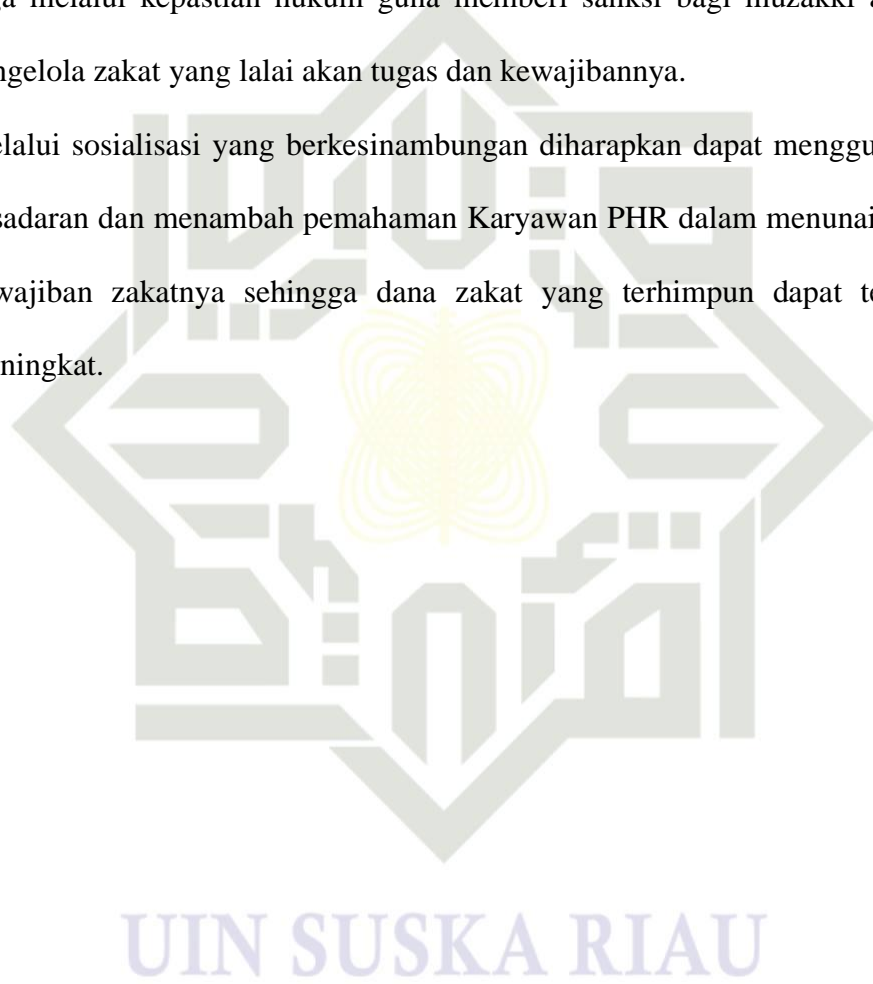 ga melalui kepastian hukum guna memberi sanksi bagi muzakki a
ngelola zakat yang lalai akan tugas dan kewajibannya.
elalui sosialisasi yang berkesinambungan diharapkan dapat menggu
sadaran dan menambah pemahaman Karyawan PHR dalam menunai
wajiban zakatnya sehingga dana zakat yang terhimpun dapat te
ningkat.
UIN SUSKA RIAU